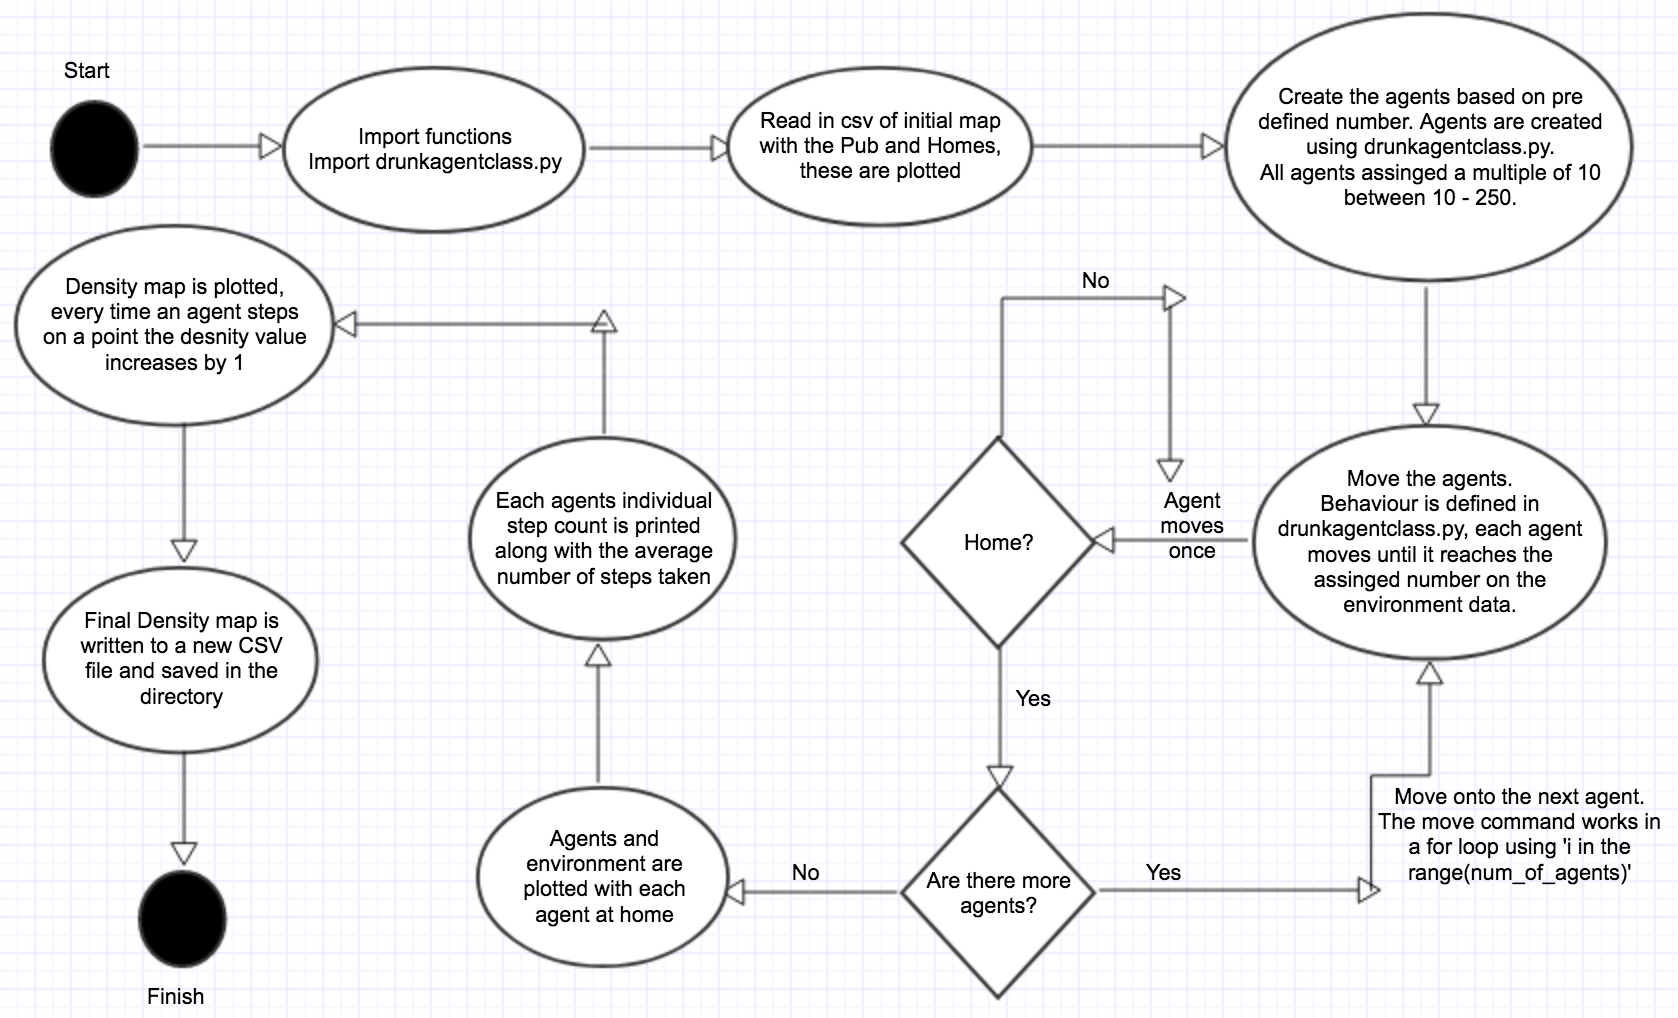 Start
Import functions
Import drunkagentclass.py
Read in csv of initial map
with the Pub and Homes,
these are plotted
Create the agents based on pre
defined number. Agents are created
using drunkagentclass.py.
All agents assinged a multiple of 10
between 10 - 250.
Move the agents.
Behaviour is defined in
drunkagentclass.py, each agent
moves until it reaches the
assinged number on the
environment data.
Agent
moves
once
Home?
No
Yes
Are there more
agents?
Yes
Move onto the next agent.
The move command works in
a for loop using 'i in the
range(num_of_agents)'
No
Agents and
environment are
plotted with each
agent at home
Each agents individual
step count is printed
along with the average
number of steps taken
Density map is plotted,
every time an agent steps
on a point the desnity value
increases by 1
Final Density map is
written to a new CSV
file and saved in the
directory
Finish